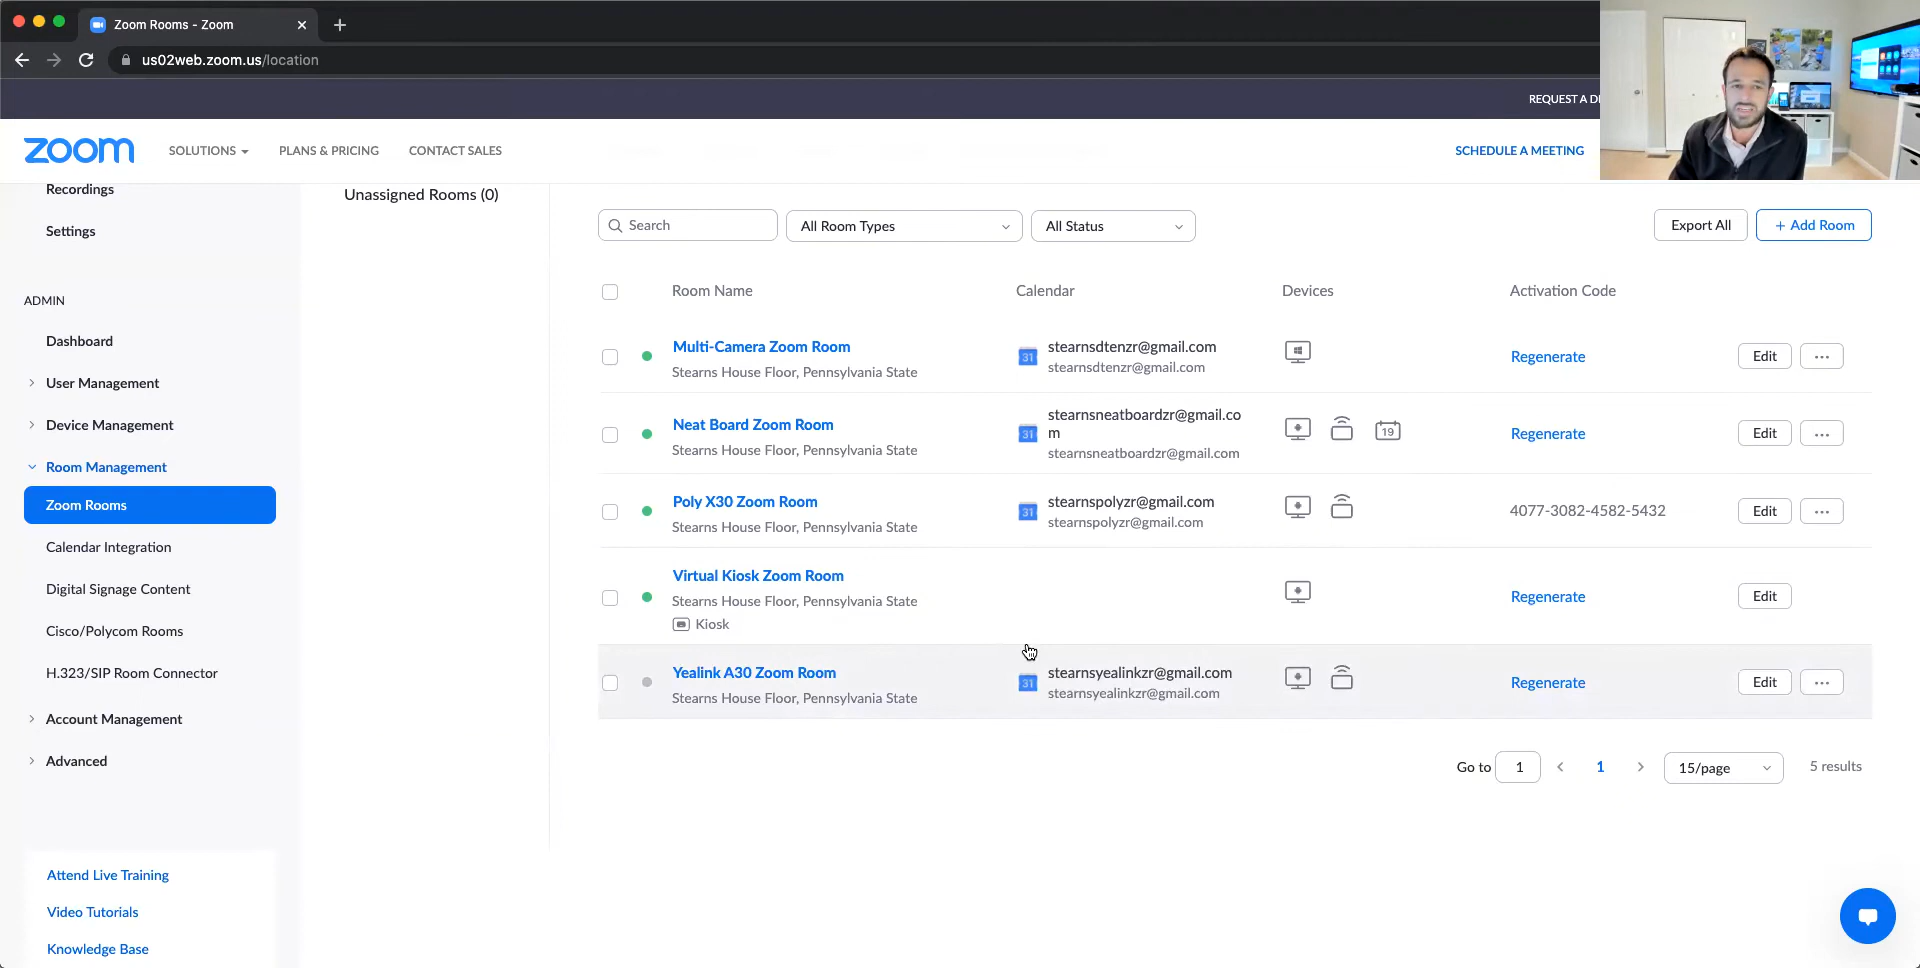 Zoom Rooms - Zoom
us02web.zoom.us/location
REQUEST A D
zoom
SOLUTIONS
PLANS & PRICING
CONTACT SALES
SCHEDULE A MEETING
Recordings
Settings
ADMIN
Dashboard
User Management
Device Management
Room Management
Zoom Rooms
Calendar Integration
Digital Signage Content
Cisco/Polycom Rooms
H.323/SIP Room Connector
Account Management
Advanced
Attend Live Training
Video Tutorials
Knowledge Base
Unassigned Rooms (0)
Search
All Room Types
All Status
Export All
+ Add Room
Room Name
Calendar
Devices
Activation Code
Multi-Camera Zoom Room
Stearns House Floor, Pennsylvania State
31
stearnsdtenzr@gmail.com
stearnsdtenzr@gmail.com
Regenerate
Edit
...
Neat Board Zoom Room
Stearns House Floor, Pennsylvania State
31
stearnsneatboardzr@gmail.co
m
stearnsneatboardzr@gmail.com
19
Regenerate
Edit
...
Poly X30 Zoom Room
Stearns House Floor, Pennsylvania State
31
stearnspolyzr@gmail.com
stearnspolyzr@gmail.com
4077-3082-4582-5432
Edit
...
Virtual Kiosk Zoom Room
Stearns House Floor, Pennsylvania State
Kiosk
Regenerate
Edit
Yealink A30 Zoom Room
Stearns House Floor, Pennsylvania State
31
stearnsyealinkzr@gmail.com
stearnsyealinkzr@gmail.com
Regenerate
Edit
...
Go to
1
1
15/page
5 results